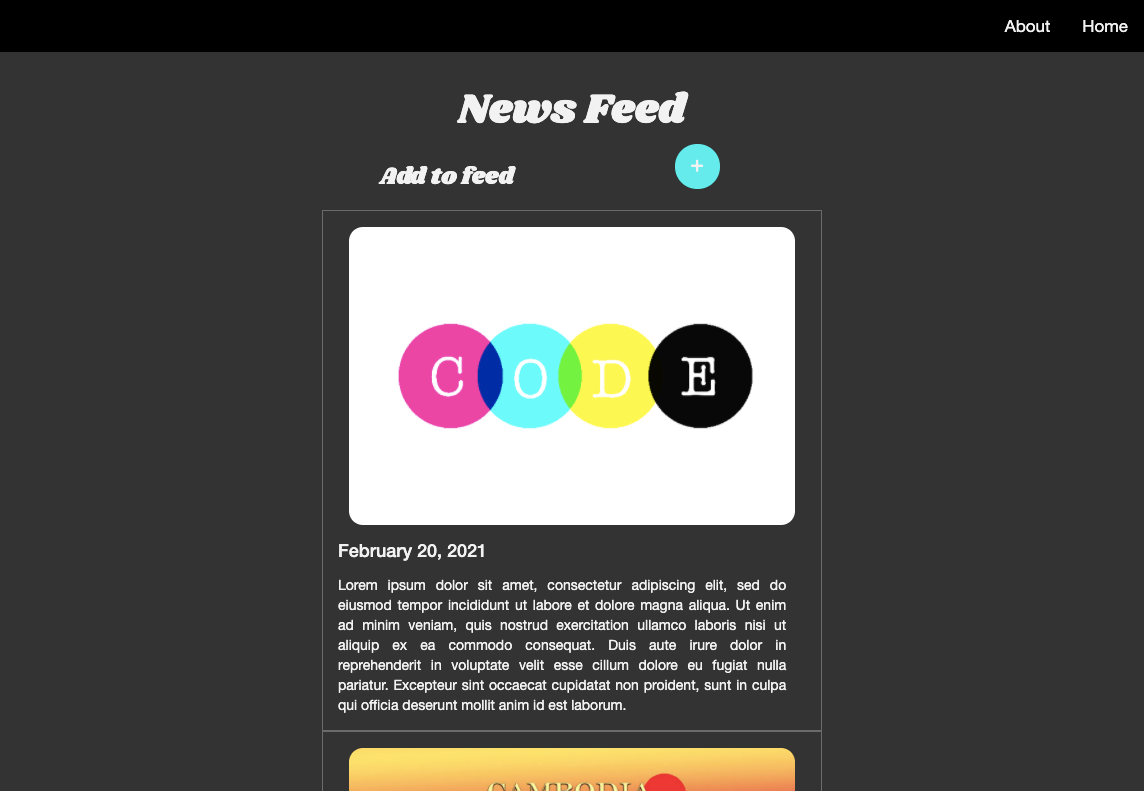 About Home
News Feed
Add to feed
+
CODE
February 20, 2021
Lorem ipsum dolor sit amet, consectetur adipiscing elit, sed do
eiusmod tempor incididunt ut labore et dolore magna aliqua. Ut enim
ad minim veniam, quis nostrud exercitation ullamco laboris nisi ut
aliquip ex ea commodo consequat. Duis aute irure dolor in
reprehenderit in voluptate velit esse cillum dolore eu fugiat nulla
pariatur. Excepteur sint occaecat cupidatat non proident, sunt in culpa
qui officia deserunt mollit anim id est laborum.
CAMBODIA